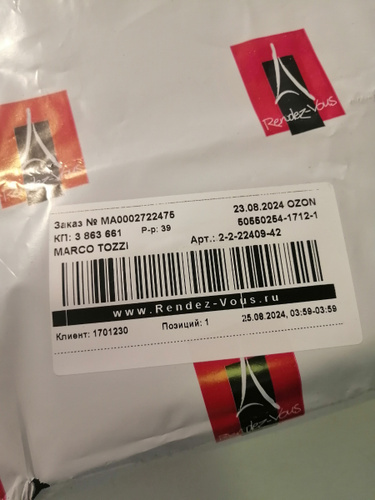 Rendez-Vous
Заказ № MA0002722475 23.08.2024 OZON
КП: 3 863 661 Р-р: 39 50550254-1712-1
MARCO TOZZI Арт.: 2-2-22409-42
www.Rendez-Vous.ru
Клиент: 1701230 Позиций: 1 25.08.2024, 03:59-03:59
Rendez-Vous